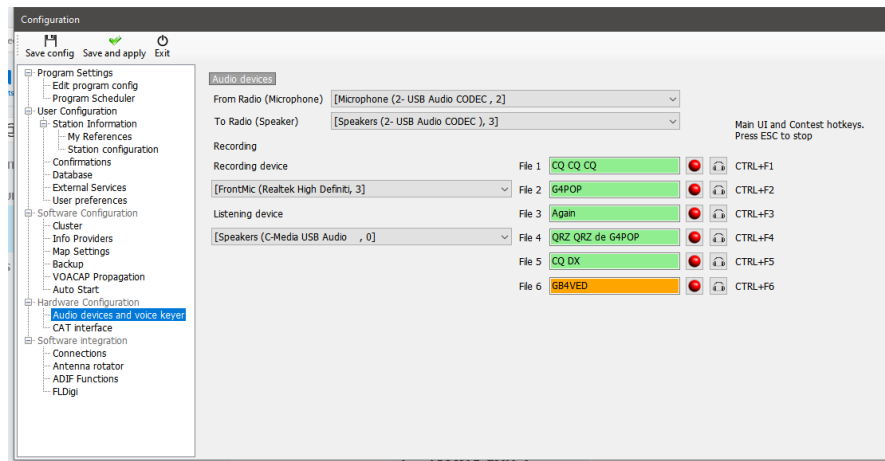 Configuration
Save config Save and apply Exit
Program Settings
Edit program config
Program Scheduler
User Configuration
Station Information
My References
Station configuration
Confirmations
Database
External Services
User preferences
Software Configuration
Cluster
Info Providers
Map Settings
Backup
VOACAP Propagation
Auto Start
Hardware Configuration
Audio devices and voice keyer
CAT interface
Software integration
Connections
Antenna rotator
ADIF Functions
FLDigi
Audio devices
From Radio (Microphone) [Microphone (2- USB Audio CODEC , 2]
To Radio (Speaker) [Speakers (2- USB Audio CODEC ), 3]
Main UI and Contest hotkeys.
Press ESC to stop
Recording
Recording device
[FrontMic (Realtek High Definiti, 3]
Listening device
[Speakers (C-Media USB Audio , 0]
File 1 CQ CQ CQ CTRL+F1
File 2 G4POP CTRL+F2
File 3 Again CTRL+F3
File 4 QRZ QRZ de G4POP CTRL+F4
File 5 CQ DX CTRL+F5
File 6 GB4VED CTRL+F6